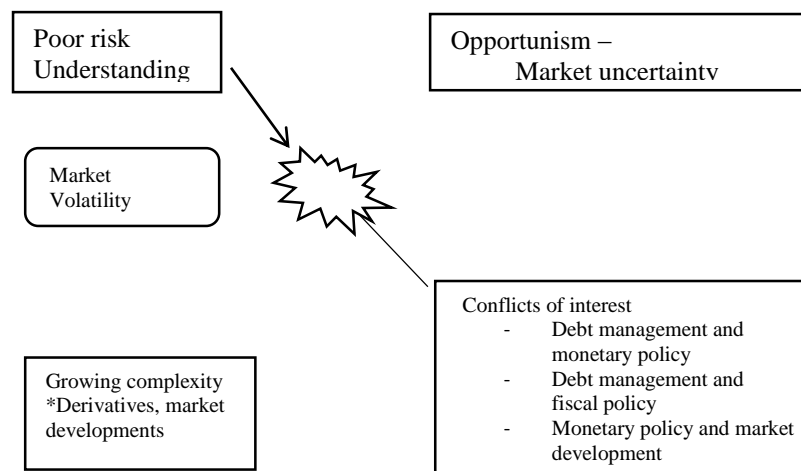 Poor risk
Understanding
Opportunism –
Market uncertainty
Market
Volatility
Conflicts of interest
- Debt management and
monetary policy
- Debt management and
fiscal policy
- Monetary policy and market
development
Growing complexity
*Derivatives, market
developments